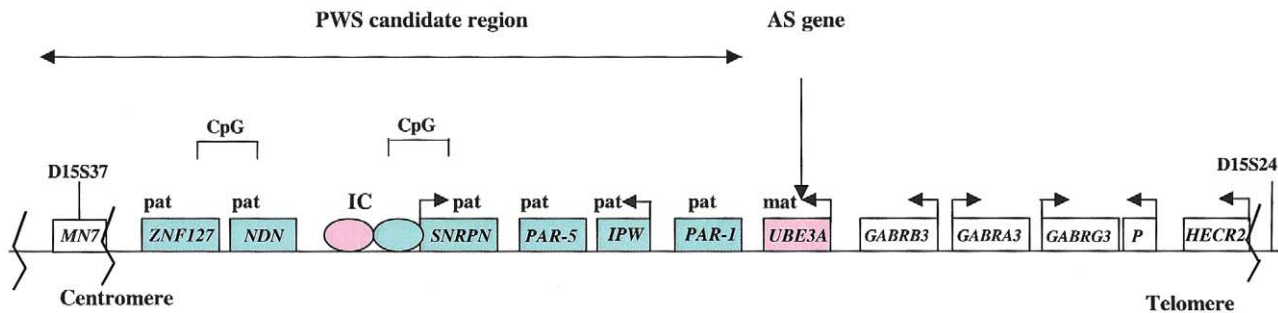 PWS candidate region AS gene
CpG CpG
D15S37 D15S24
pat pat IC pat pat pat pat mat
MN7 ZNF127 NDN SNRPN PAR-5 IPW PAR-1 UBE3A GABRB3 GABRA3 GABRG3 P HECR2
Centromere Telomere